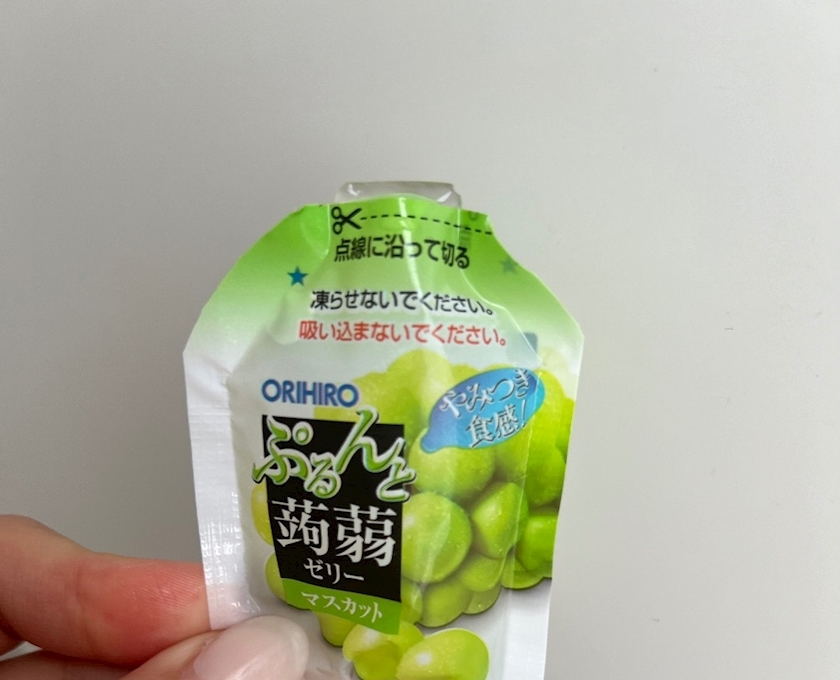 点線に沿って切る
凍らせないでください。
吸い込まないでください。
ORIHIRO
やみつき
食感!
ぷるんと
蒟蒻
ゼリー
マスカット